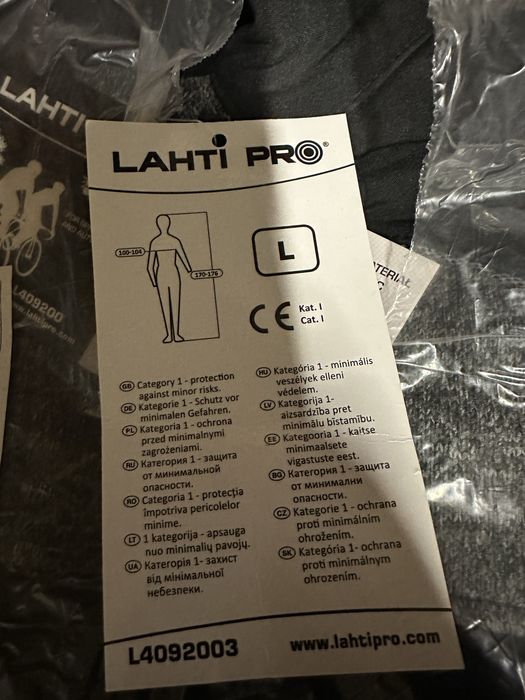 LAHTI PRO®
100-104
170-176
L
CE Kat. I
Cat. I
GB Category 1 - protection
against minor risks.
DE Kategorie 1 - Schutz vor
minimalen Gefahren.
PL Kategoria 1 - ochrona
przed minimalnymi
zagrożeniami.
RU Категория 1 - защита
от минимальной
опасности.
RO Categoria 1 - protecția
împotriva pericolelor
minime.
LT 1 kategorija - apsauga
nuo minimalių pavojų.
UA Категорія 1- захист
від мінімальної
небезпеки.
HU Kategória 1 - minimális
veszélyek elleni
védelem.
LV Kategorija 1-
aizsardzība pret
minimālu bīstamību.
EE Kategooria 1 - kaitse
minimaalsete
vigastuste eest.
BG Категория 1 - защита
от минимални
опасности.
CZ Kategorie 1 - ochrana
proti minimálním
ohrožením.
SK Kategória 1- ochrana
proti minimálnym
ohrozením.
L4092003 www.lahtipro.com
LAHTI
L409200
www.lahtipro.com